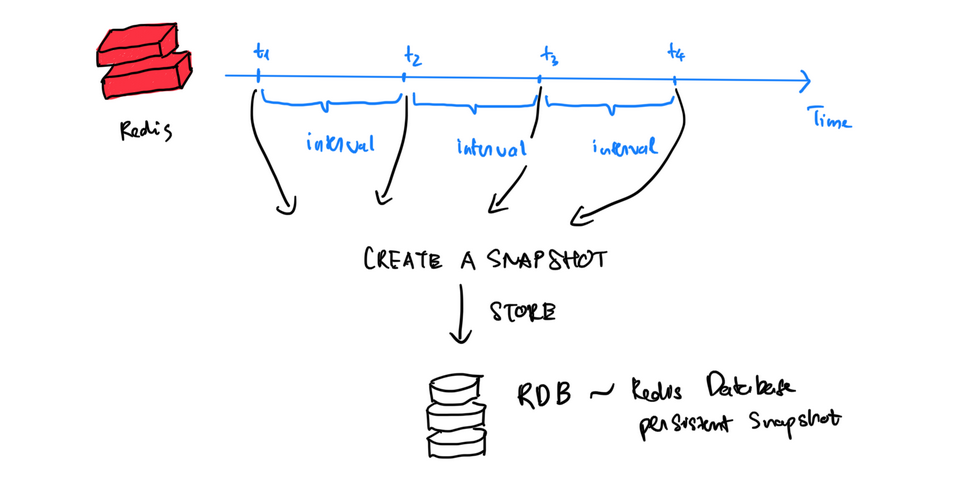 t1 t2 t3 t4
Time
Redis
interval interval interval
CREATE A SNAPSHOT
STORE
RDB ~ Redis Database
persistent Snapshot